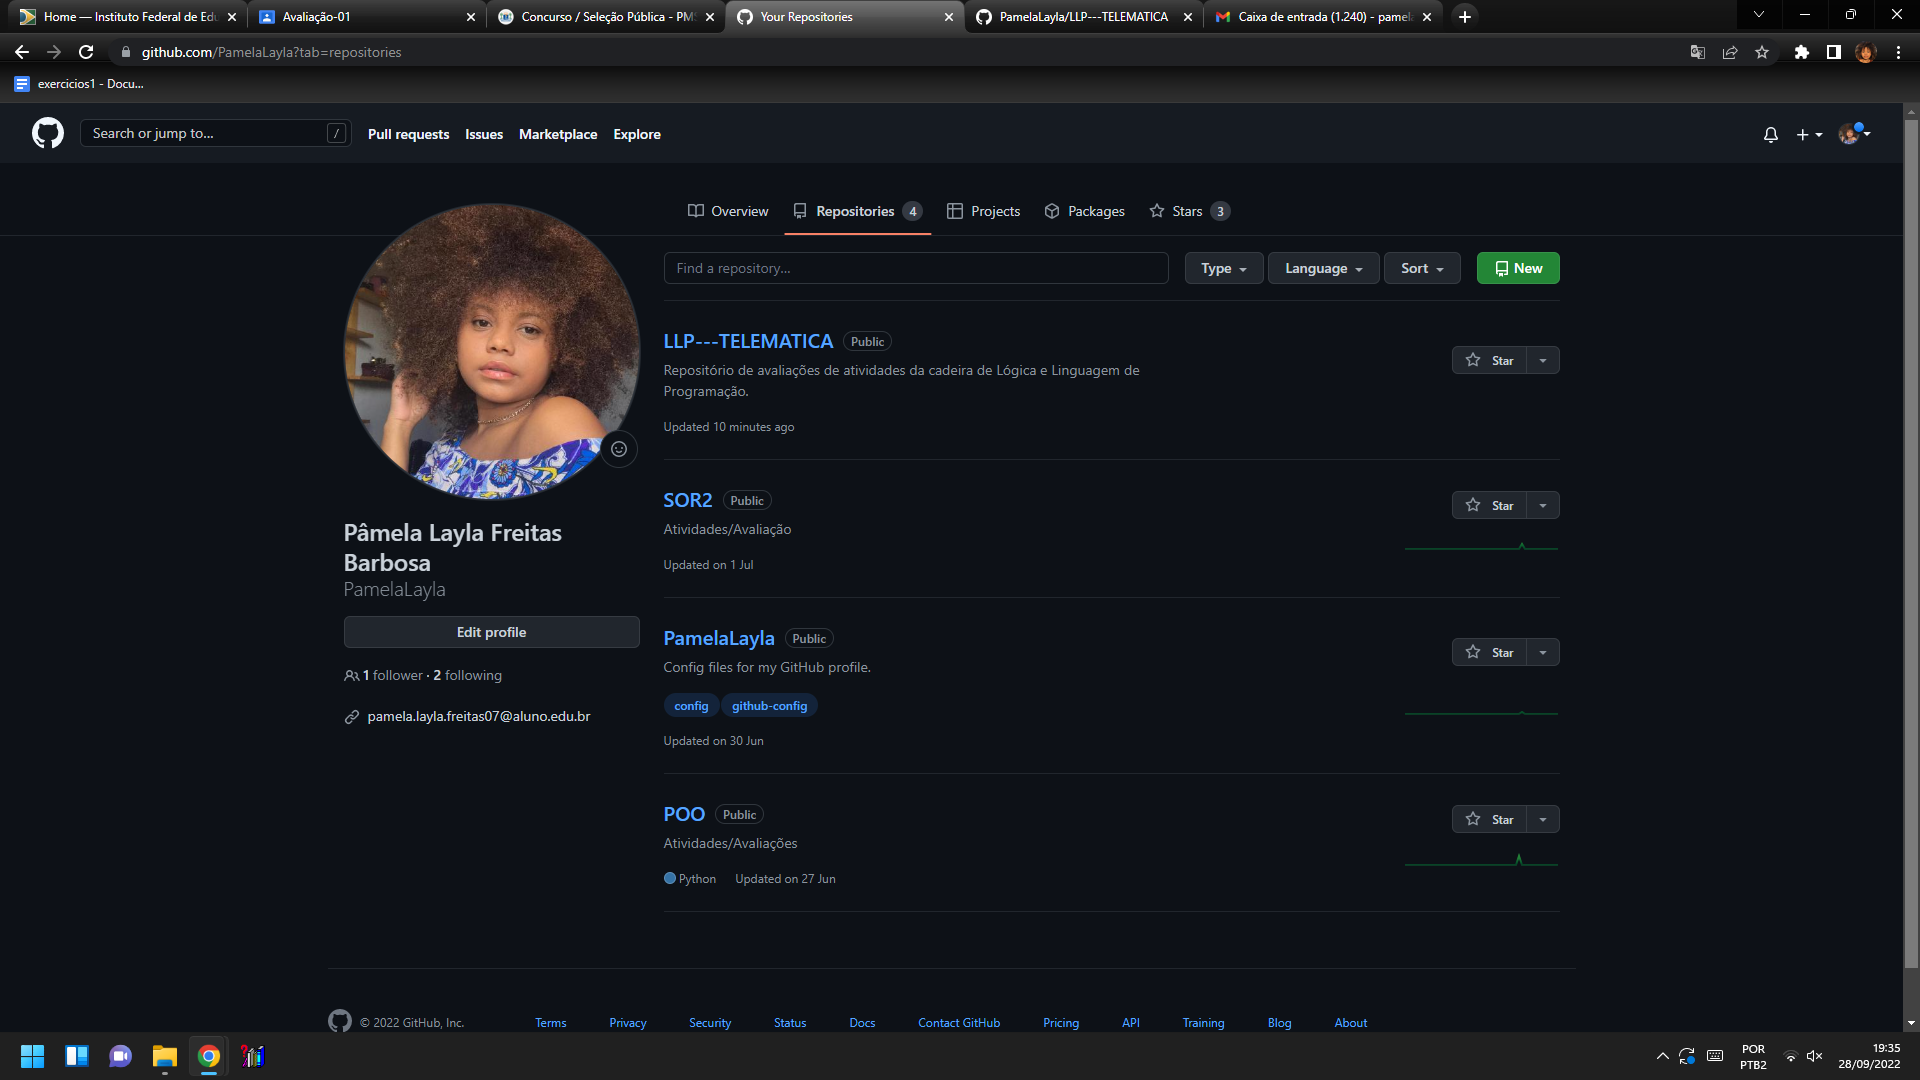 Home — Instituto Federal de Edu
Avaliação-01
Concurso / Seleção Pública - PMS
Your Repositories
PamelaLayla/LLP---TELEMATICA
Caixa de entrada (1.240) - pamela
github.com/PamelaLayla?tab=repositories
exercicios1 - Docu...
Search or jump to... /
Pull requests Issues Marketplace Explore
Overview Repositories 4 Projects Packages Stars 3
Find a repository... Type Language Sort New
LLP---TELEMATICA Public
Repositório de avaliações de atividades da cadeira de Lógica e Linguagem de
Programação.
Star
Updated 10 minutes ago
SOR2 Public
Star
Atividades/Avaliação
Updated on 1 Jul
Pâmela Layla Freitas
Barbosa
PamelaLayla
Edit profile
1 follower · 2 following
pamela.layla.freitas07@aluno.edu.br
PamelaLayla Public
Star
Config files for my GitHub profile.
config github-config
Updated on 30 Jun
POO Public
Star
Atividades/Avaliações
Python Updated on 27 Jun
© 2022 GitHub, Inc. Terms Privacy Security Status Docs Contact GitHub Pricing API Training Blog About
POR
PTB2
19:35
28/09/2022